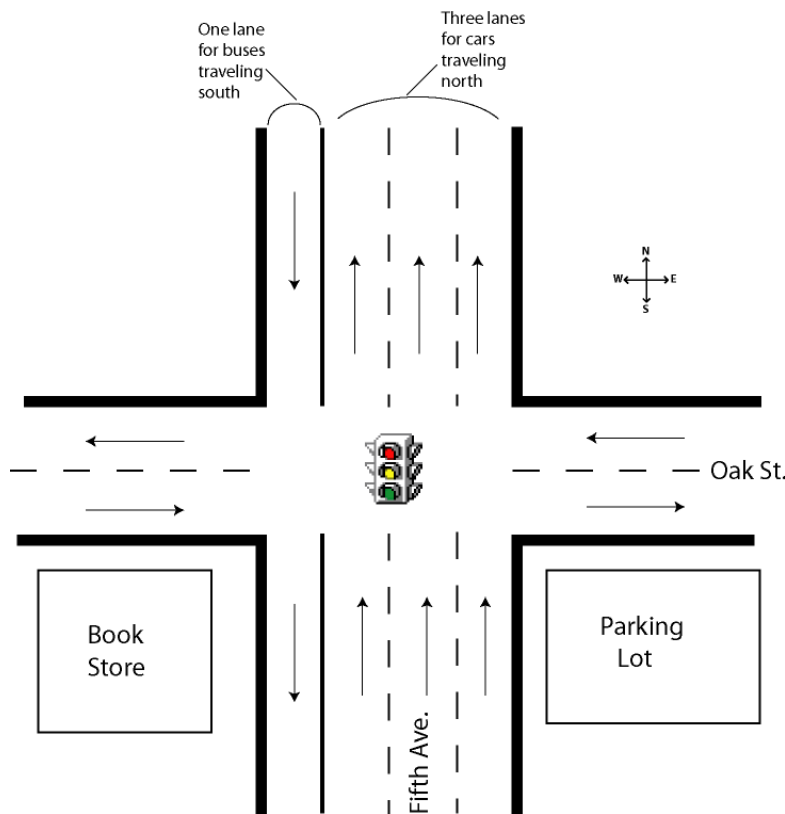 One lane
for buses
traveling
south
Three lanes
for cars
traveling
north
N
W E
S
Oak St.
Book
Store
Parking
Lot
Fifth Ave.